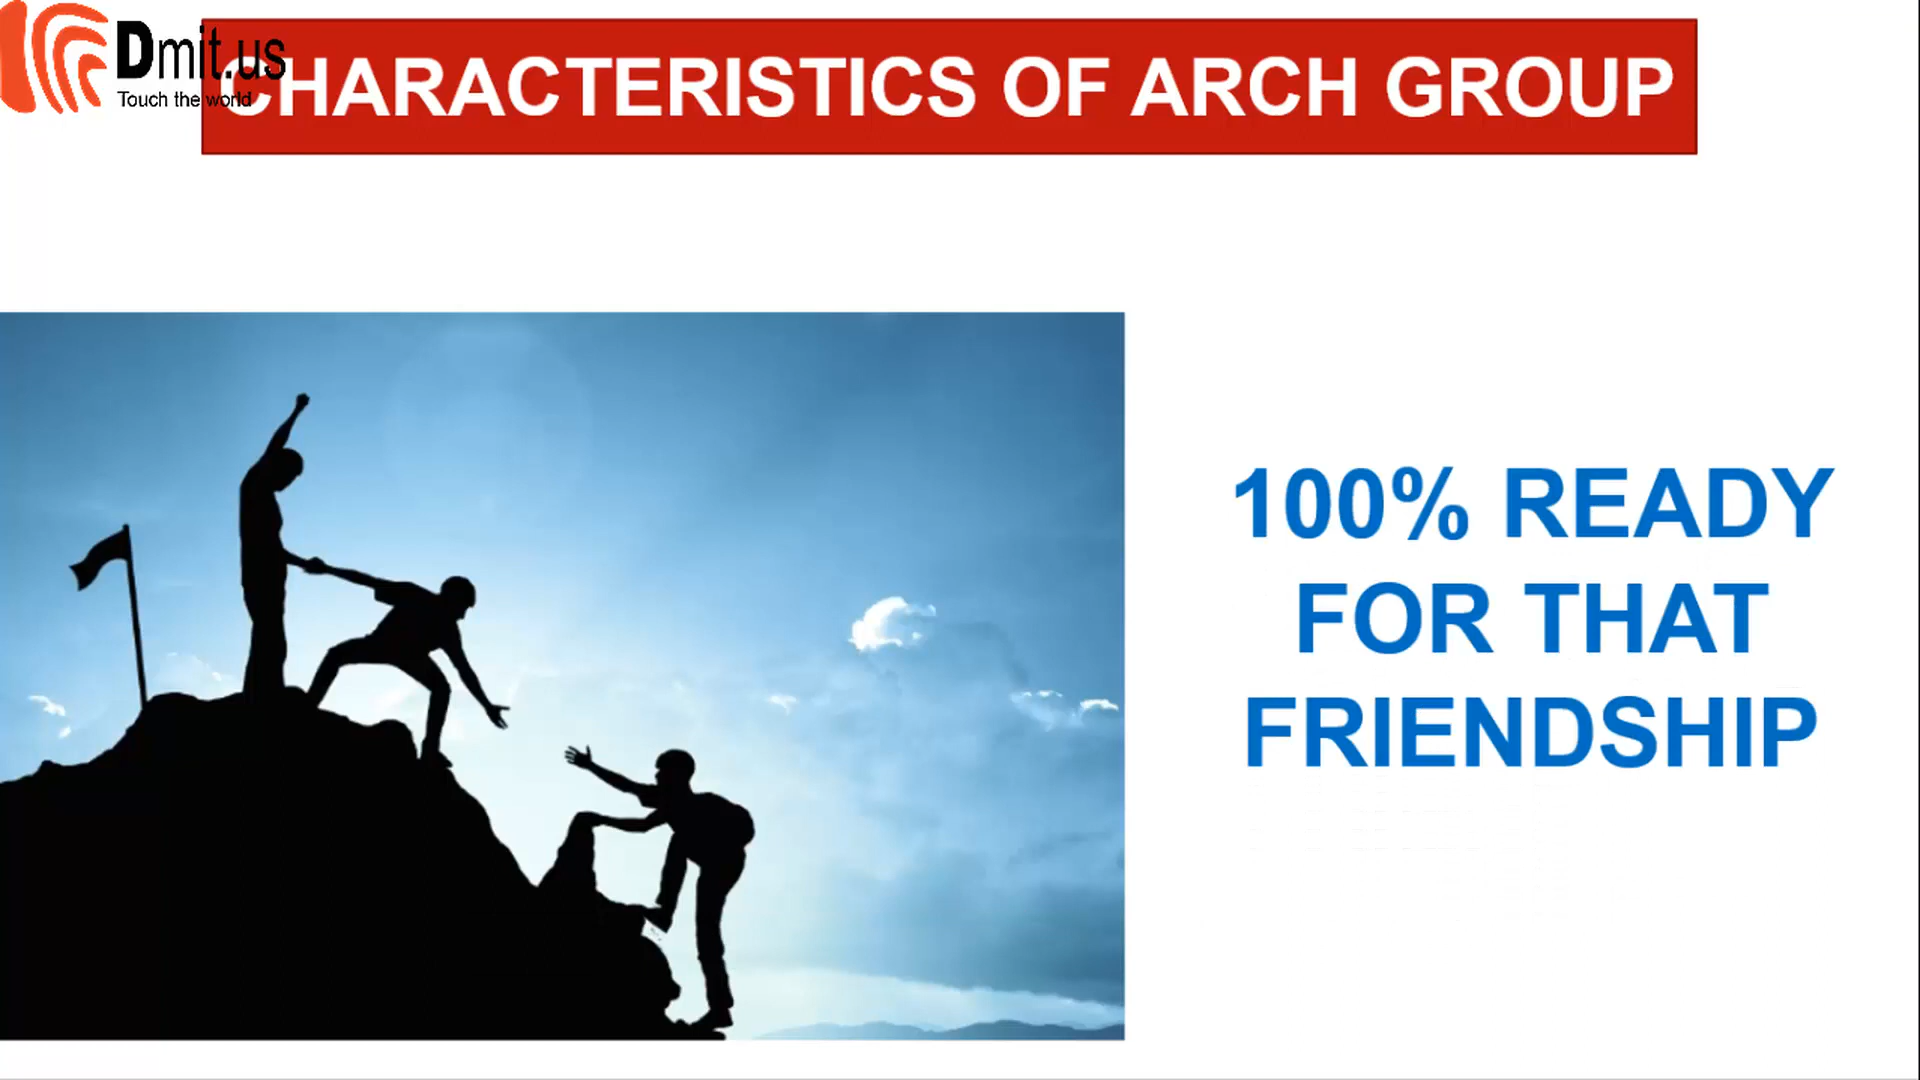 Dmit.us
Touch the world
CHARACTERISTICS OF ARCH GROUP
100% READY
FOR THAT
FRIENDSHIP